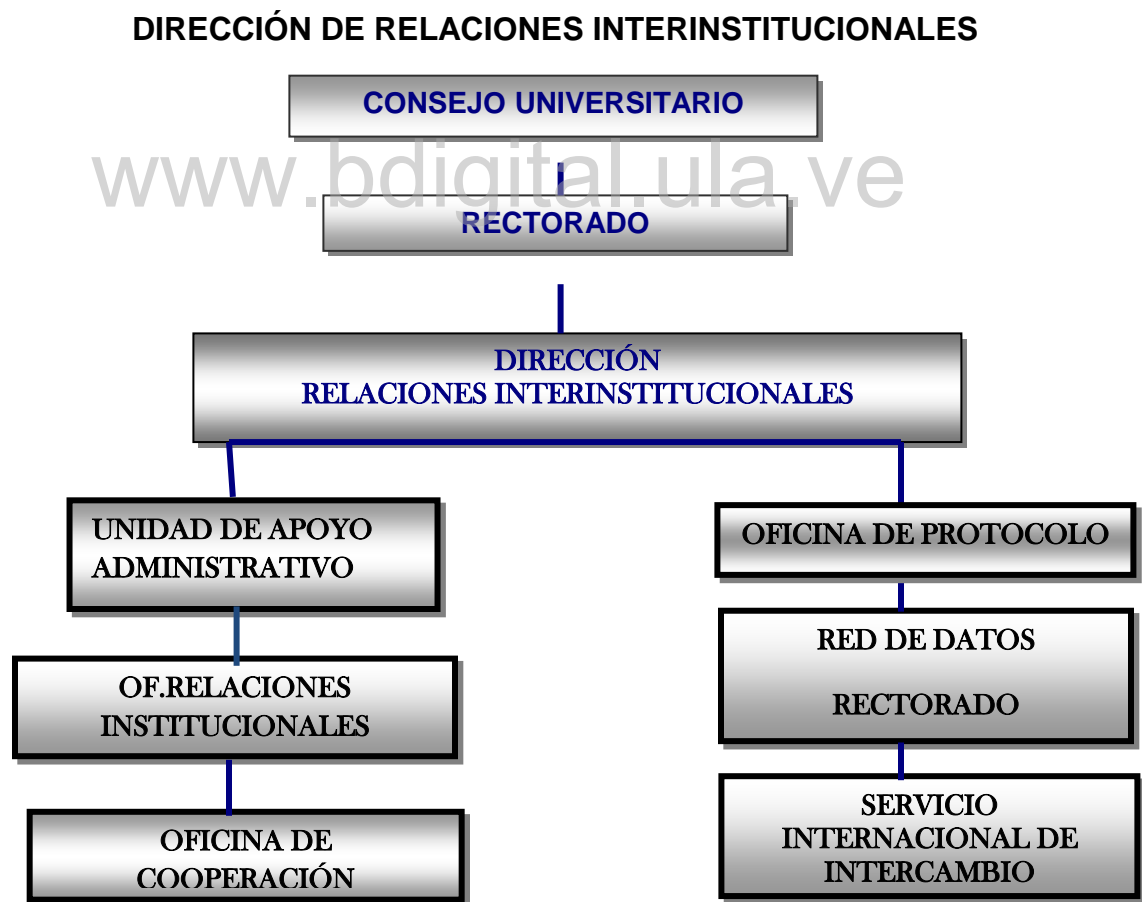 DIRECCIÓN DE RELACIONES INTERINSTITUCIONALES
CONSEJO UNIVERSITARIO
www.bdigital.ula.ve
RECTORADO
DIRECCIÓN
RELACIONES INTERINSTITUCIONALES
UNIDAD DE APOYO
ADMINISTRATIVO
OF.RELACIONES
INSTITUCIONALES
OFICINA DE
COOPERACIÓN
OFICINA DE PROTOCOLO
RED DE DATOS
RECTORADO
SERVICIO
INTERNACIONAL DE
INTERCAMBIO